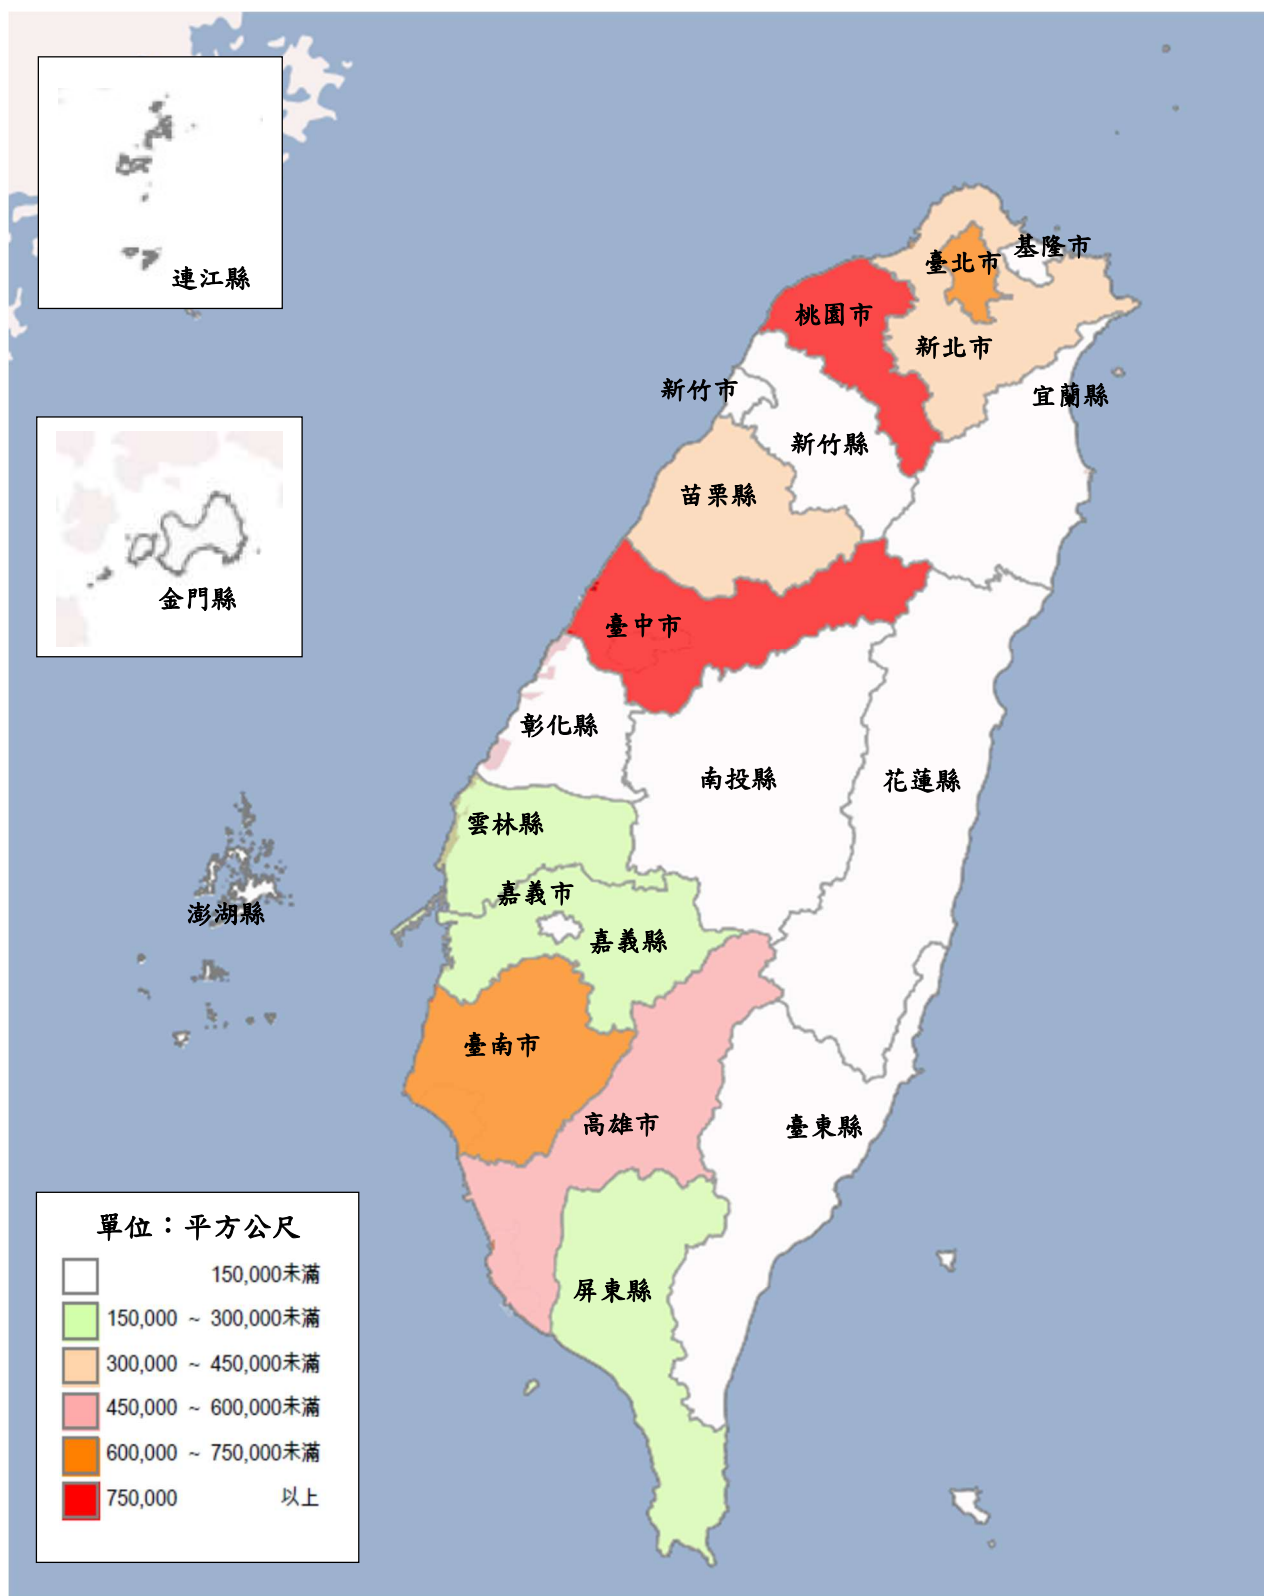 連江縣
基隆市
臺北市
桃園市
新北市
新竹市
宜蘭縣
新竹縣
苗栗縣
金門縣
臺中市
彰化縣
南投縣
花蓮縣
雲林縣
嘉義市
澎湖縣
嘉義縣
臺南市
高雄市
臺東縣
屏東縣
單位：平方公尺
150,000未滿
150,000 ~ 300,000未滿
300,000 ~ 450,000未滿
450,000 ~ 600,000未滿
600,000 ~ 750,000未滿
750,000 以上